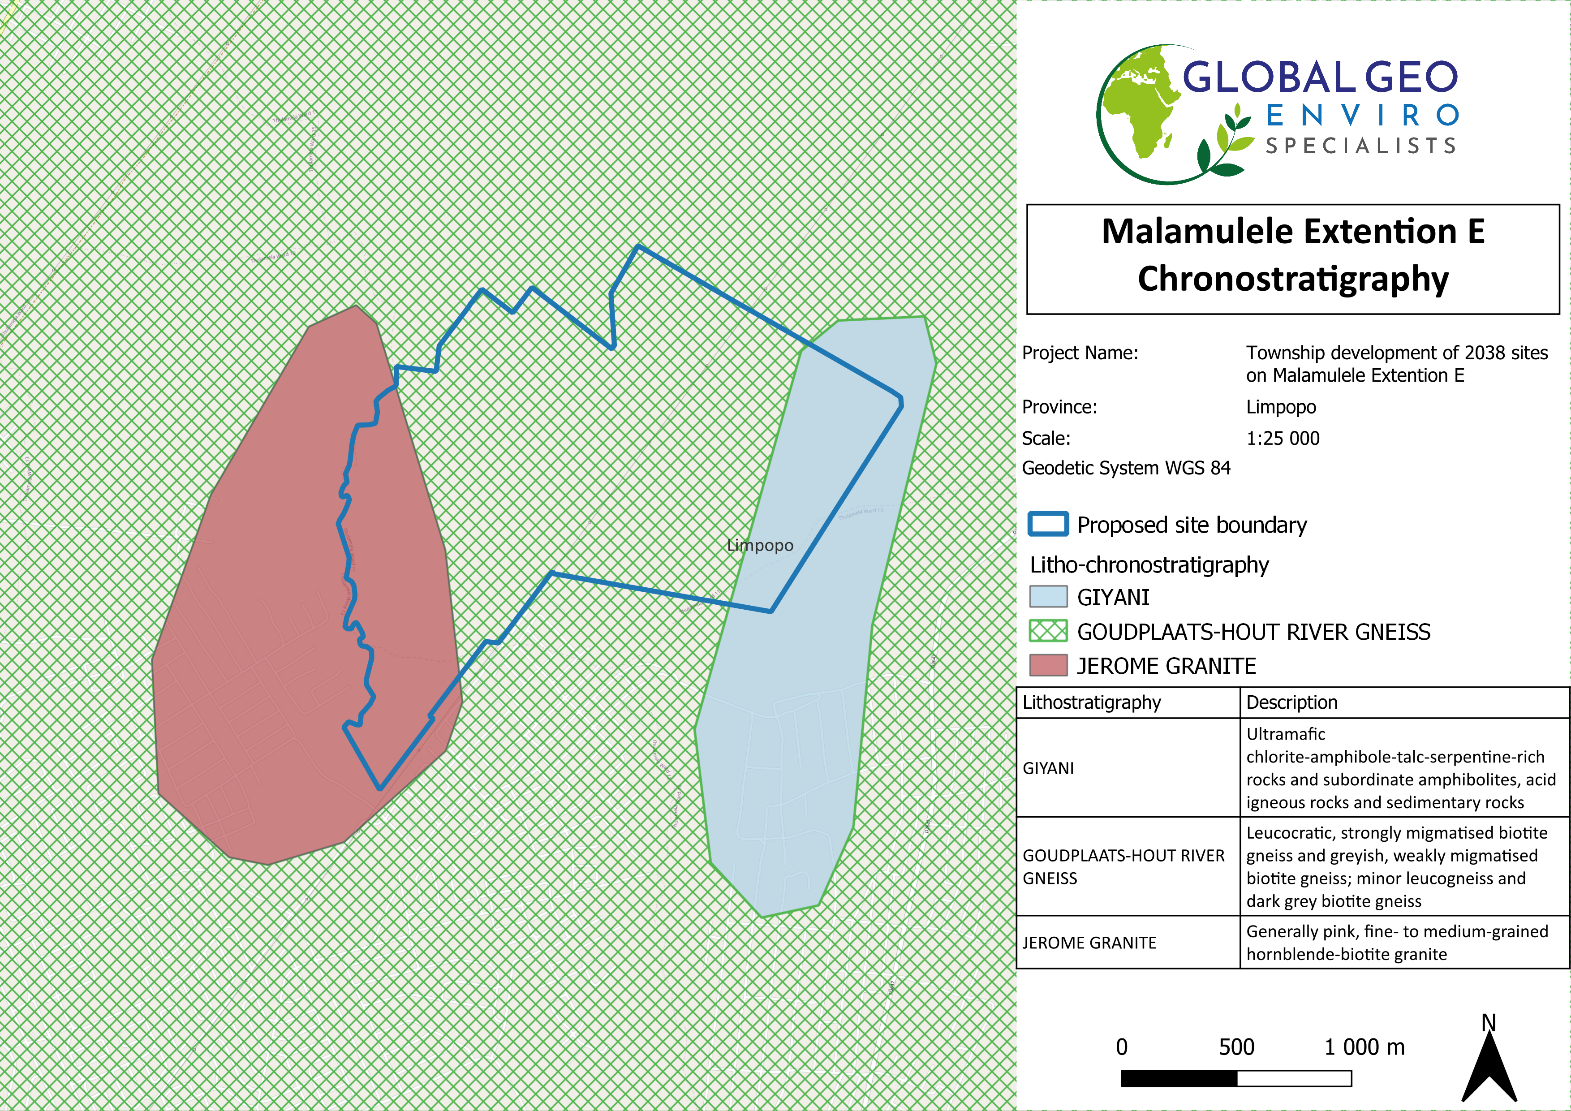 GLOBAL GEO
ENVIRO
SPECIALISTS
Malamulele Extention E
Chronostratigraphy
Project Name: Township development of 2038 sites
on Malamulele Extention E
Province: Limpopo
Scale: 1:25 000
Geodetic System WGS 84
Proposed site boundary
Litho-chronostratigraphy
GIYANI
GOUDPLAATS-HOUT RIVER GNEISS
JEROME GRANITE
Lithostratigraphy Description
GIYANI
Ultramafic
chlorite-amphibole-talc-serpentine-rich
rocks and subordinate amphibolites, acid
igneous rocks and sedimentary rocks
GOUDPLAATS-HOUT RIVER
GNEISS
Leucocratic, strongly migmatised biotite
gneiss and greyish, weakly migmatised
biotite gneiss; minor leucogneiss and
dark grey biotite gneiss
JEROME GRANITE
Generally pink, fine- to medium-grained
hornblende-biotite granite
0 500 1 000 m
N
Limpopo